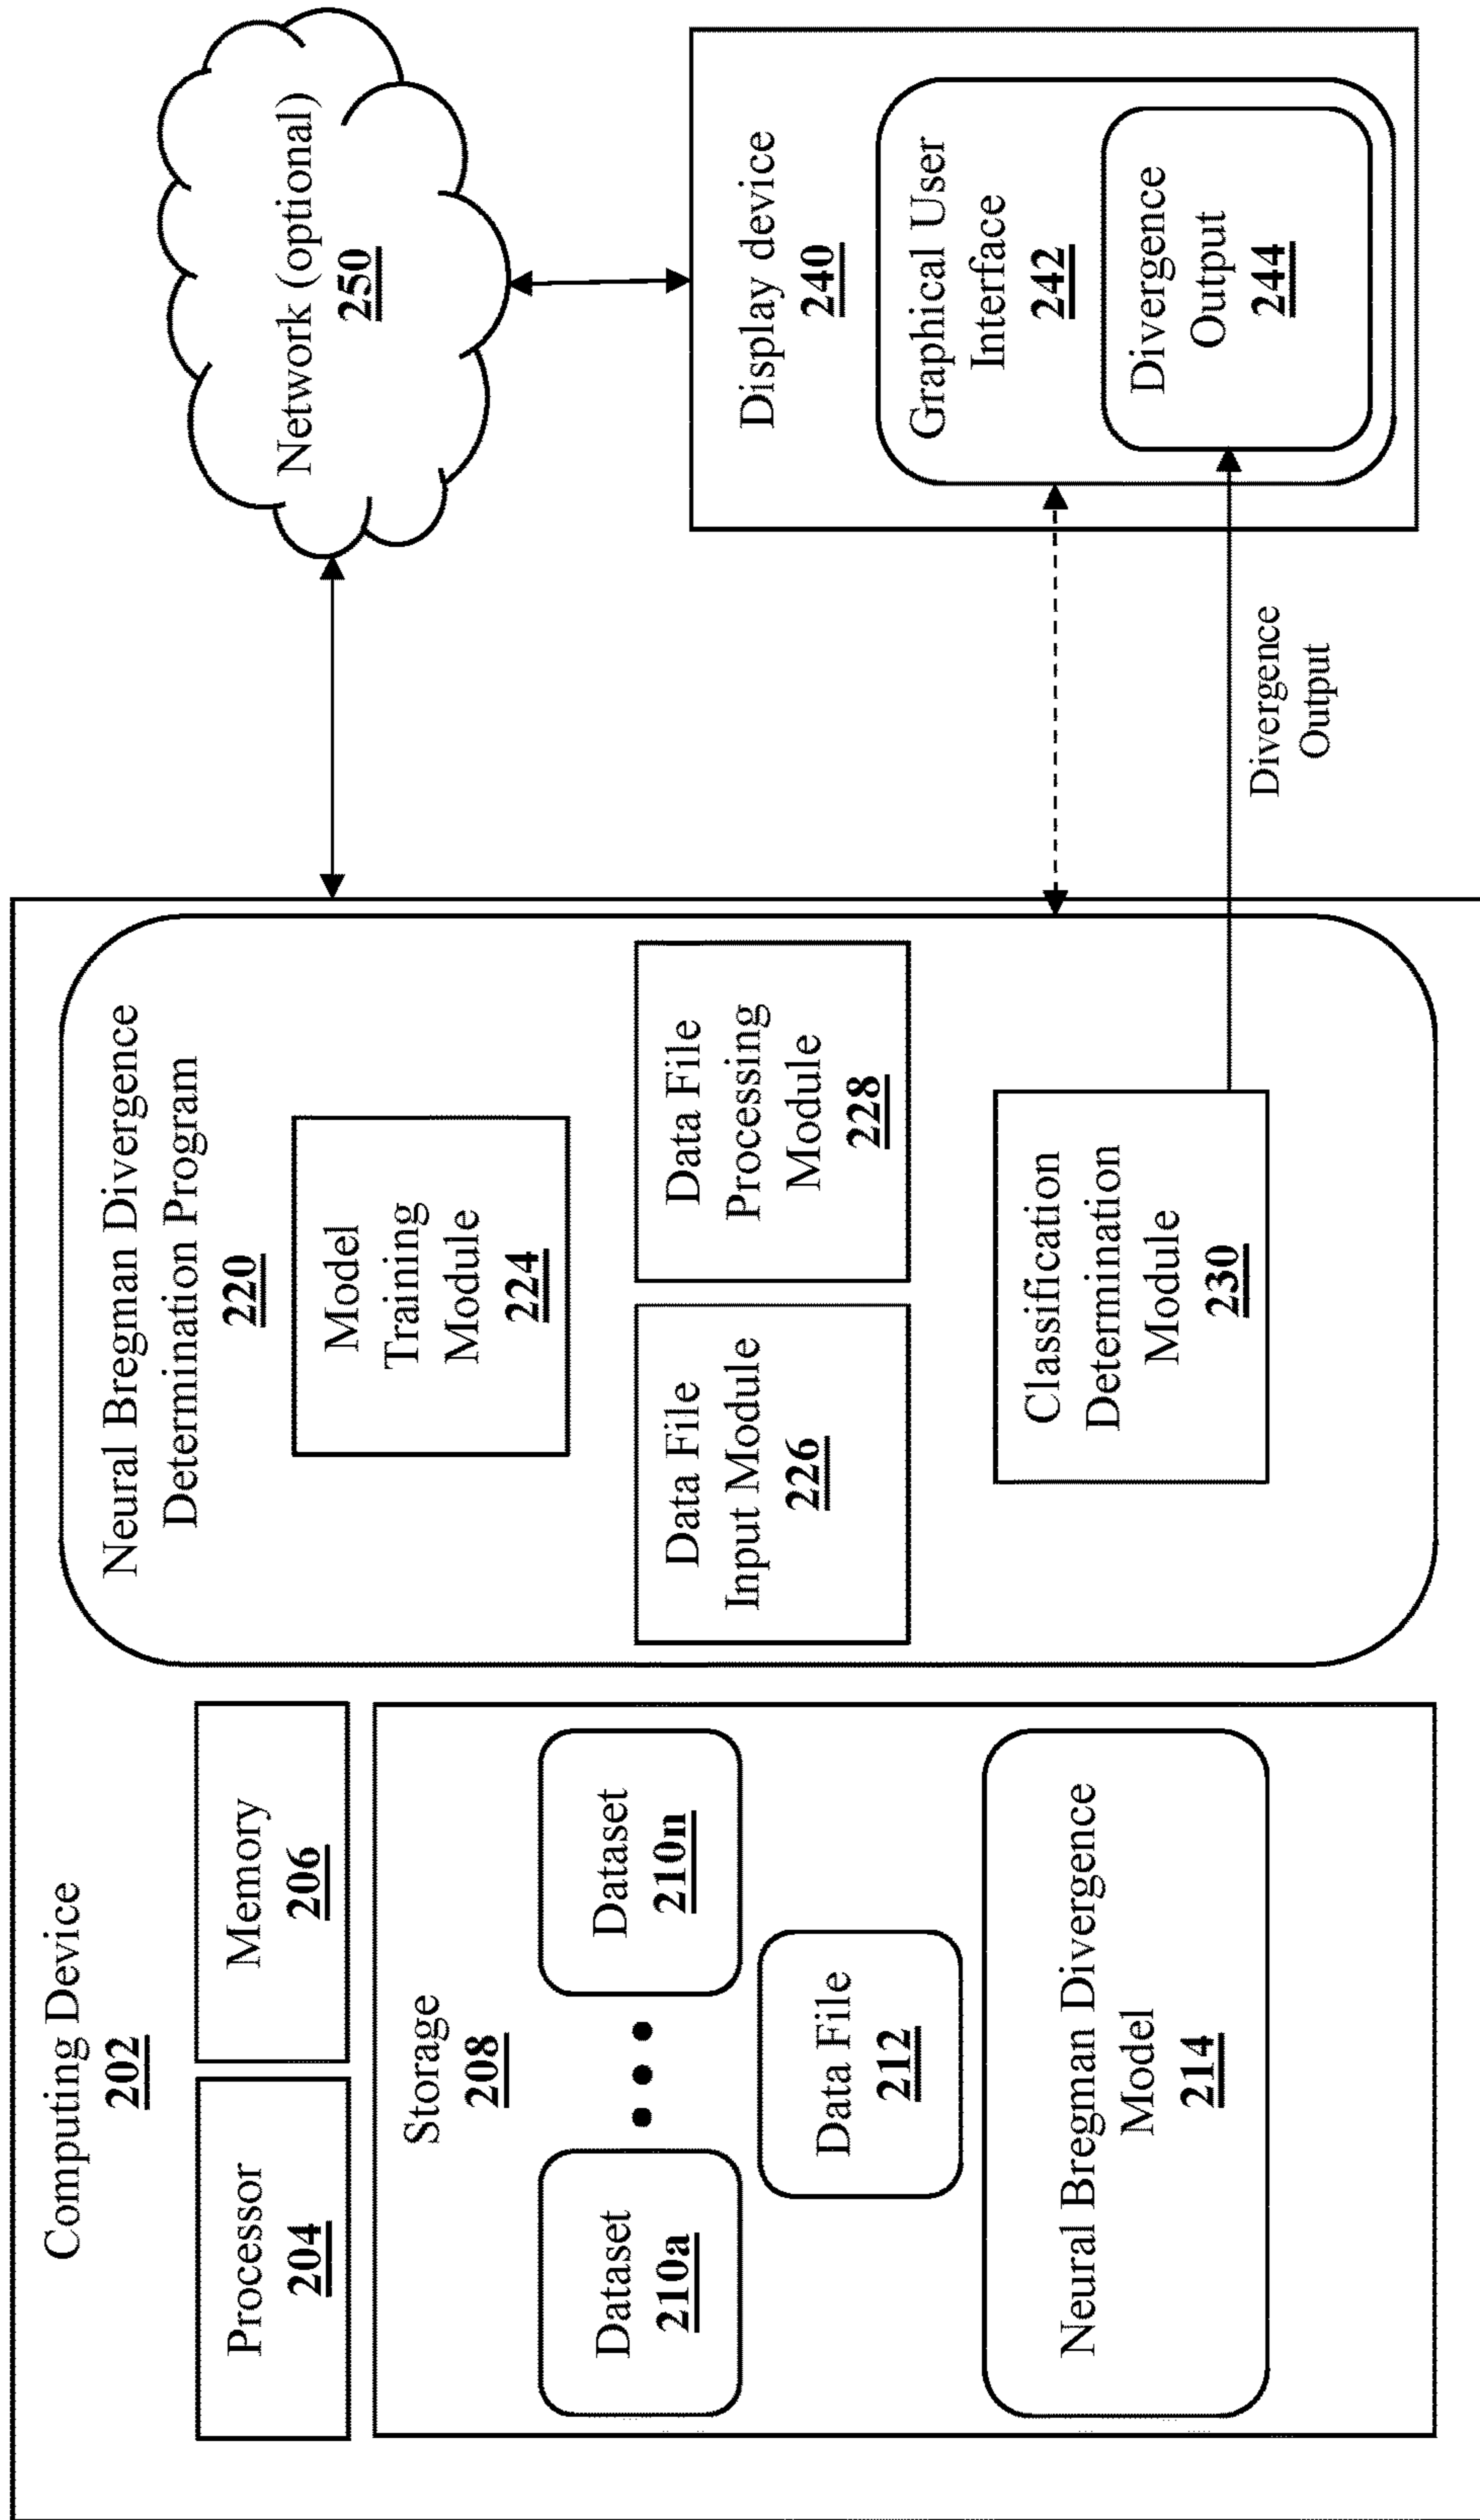 Computing Device
202
Processor
204
Memory
206
Storage
208
Dataset
210a
Dataset
210n
Data File
212
Neural Bregman Divergence
Model
214
Neural Bregman Divergence
Determination Program
220
Model
Training
Module
224
Data File
Input Module
226
Data File
Processing
Module
228
Classification
Determination
Module
230
Network (optional)
250
Display device
240
Graphical User
Interface
242
Divergence
Output
244
Divergence
Output